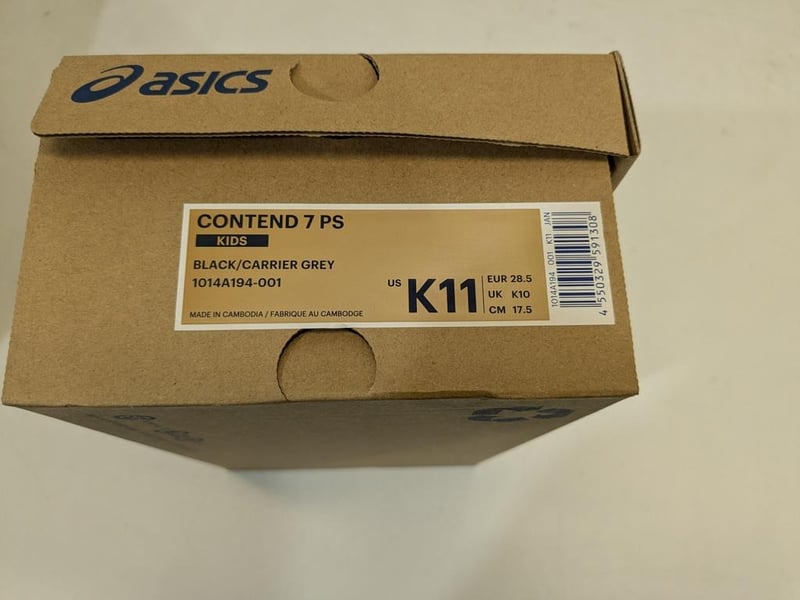 asics
CONTEND 7 PS
KIDS
BLACK/CARRIER GREY
1014A194-001
MADE IN CAMBODIA / FABRIQUE AU CAMBODGE
US K11
EUR 28.5
UK K10
CM 17.5
1014A194 001 K11 JAN
4 550329 591308